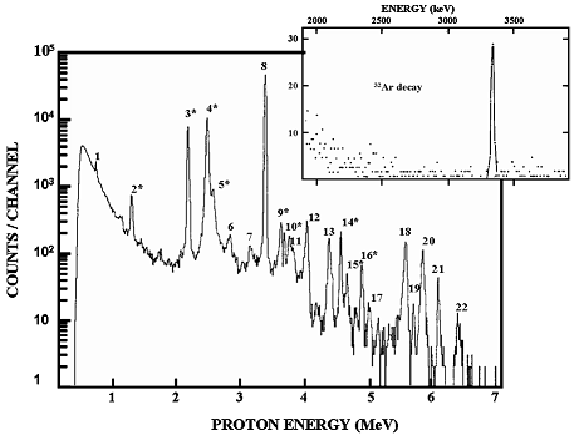 ENERGY (keV)
2000 2500 3000 3500
30
20
10
decay
COUNTS / CHANNEL
10⁵
10⁴
10³
10²
10
1
1 2* 3* 4* 5* 6 7 8 9* 10* 11 12 13 14* 15* 16* 17 18 19 20 21 22
1 2 3 4 5 6 7
PROTON ENERGY (MeV)